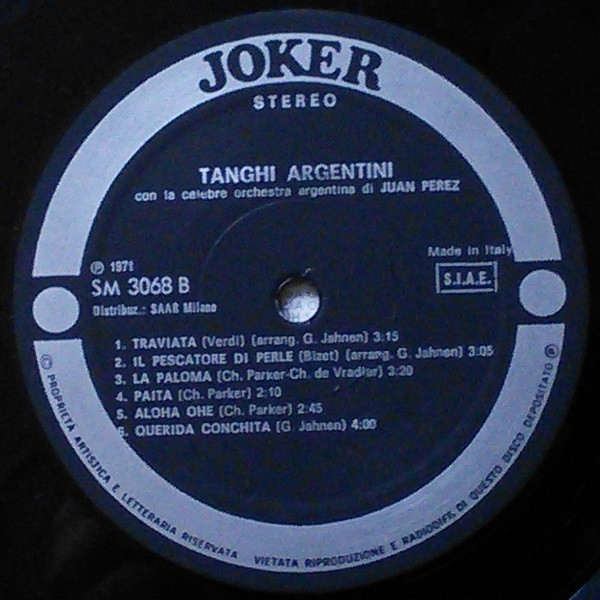 JOKER
STEREO
TANGHI ARGENTINI
con la celebre orchestra argentina di JUAN PEREZ
Made in Italy
S.I.A.E.
℗ 1971
SM 3068 B
Distribuz.: SAAR Milano
1. TRAVIATA (Verdi) (arrang. G. Jahnen) 3:15
2. IL PESCATORE DI PERLE (Bizet) (arrang. G. Jahnen) 3:05
3. LA PALOMA (Ch. Parker-Ch. de Vradler) 3:20
4. PAITA (Ch. Parker) 2:10
5. ALOHA OHE (Ch. Parker) 2:45
6. QUERIDA CONCHITA (G. Jahnen) 4:00
© PROPRIETA ARTISTICA E LETTERARIA RISERVATA
VIETATA RIPRODUZIONE E RADIODIFF. DI QUESTO DISCO DEPOSITATO ℗